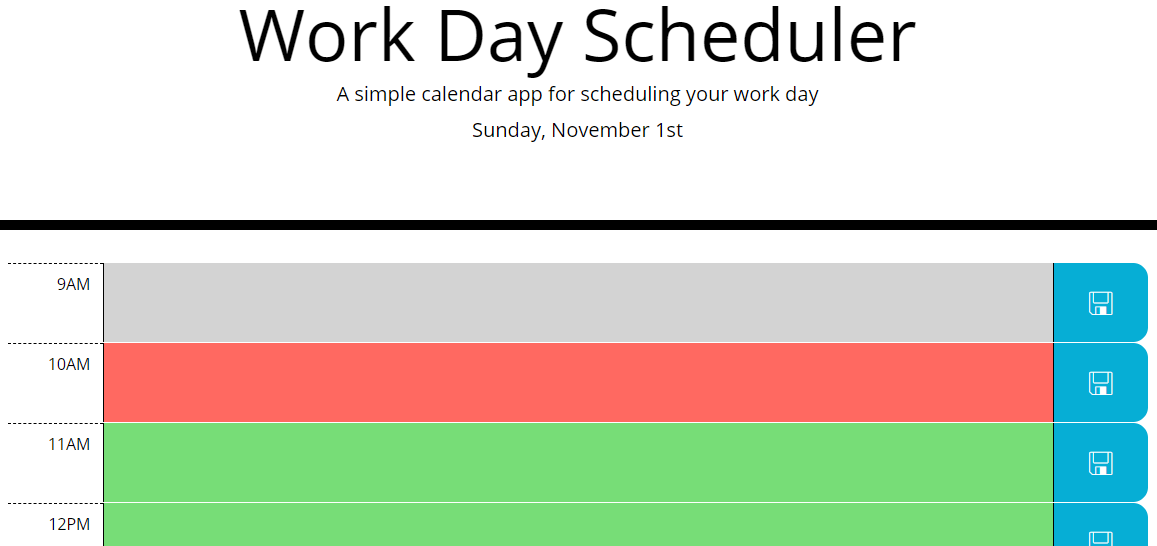 Work Day Scheduler
A simple calendar app for scheduling your work day
Sunday, November 1st
9AM
10AM
11AM
12PM